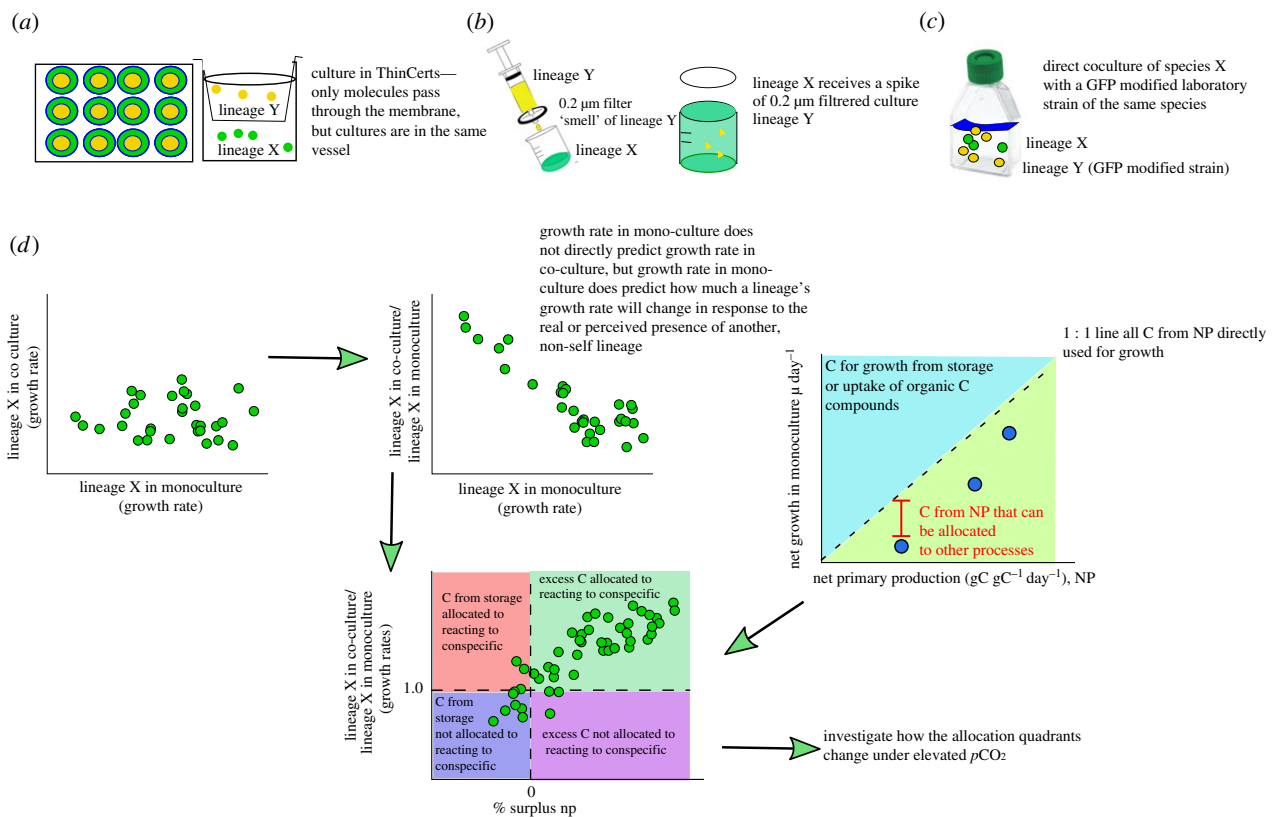 (a)
culture in ThinCerts—
only molecules pass
through the membrane,
but cultures are in the same
vessel
lineage Y
lineage X
(b)
lineage Y
0.2 µm filter
'smell' of lineage Y
lineage X
lineage X receives a spike
of 0.2 µm filtrered culture
lineage Y
(c)
direct coculture of species X
with a GFP modified laboratory
strain of the same species
lineage X
lineage Y (GFP modified strain)
(d)
lineage X in co culture
(growth rate)
lineage X in monoculture
(growth rate)
growth rate in mono-culture does
not directly predict growth rate in
co-culture, but growth rate in mono-
culture does predict how much a lineage's
growth rate will change in response to the
real or perceived presence of another,
non-self lineage
lineage X in co-culture/
lineage X in monoculture
lineage X in monoculture
(growth rate)
1 : 1 line all C from NP directly
used for growth
net growth in monoculture µ day⁻¹
C for growth from storage
or uptake of organic C
compounds
C from NP that can
be allocated
to other processes
net primary production (gC gC⁻¹ day⁻¹), NP
lineage X in co-culture/
lineage X in monoculture
(growth rates)
1.0
C from storage
allocated to
reacting to
conspecific
excess C allocated to
reacting to conspecific
C from
storage
not allocated to
reacting to
conspecific
excess C not allocated to
reacting to conspecific
0
% surplus np
investigate how the allocation quadrants
change under elevated pCO₂